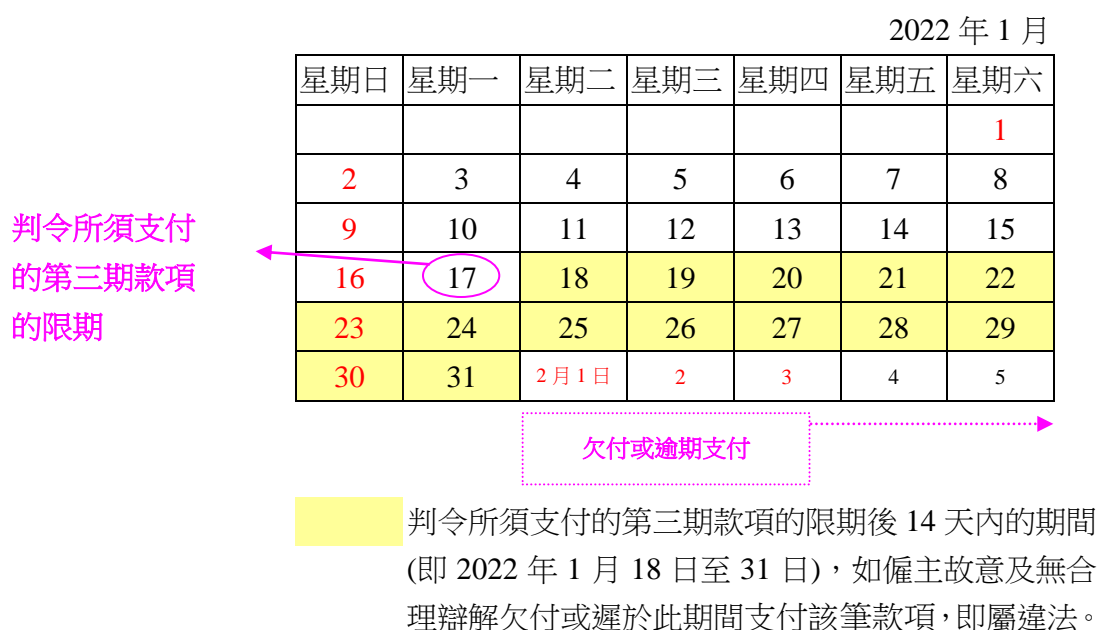 2022 年 1 月
星期日 星期一 星期二 星期三 星期四 星期五 星期六
1
2 3 4 5 6 7 8
9 10 11 12 13 14 15
16 17 18 19 20 21 22
23 24 25 26 27 28 29
30 31 2 月 1 日 2 3 4 5
判令所須支付
的第三期款項
的限期
欠付或逾期支付
判令所須支付的第三期款項的限期後 14 天內的期間
(即 2022 年 1 月 18 日至 31 日)，如僱主故意及無合
理辯解欠付或遲於此期間支付該筆款項，即屬違法。